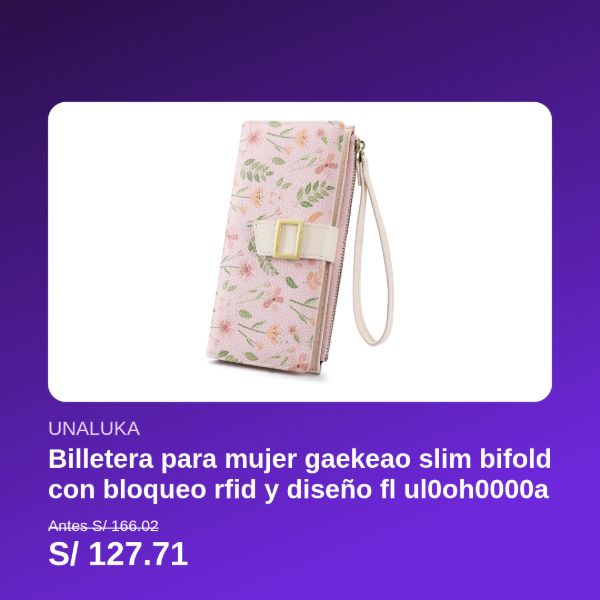 UNALUKA
Billetera para mujer gaekeao slim bifold
con bloqueo rfid y diseño fl ul0oh0000a
Antes S/ 166.02
S/ 127.71